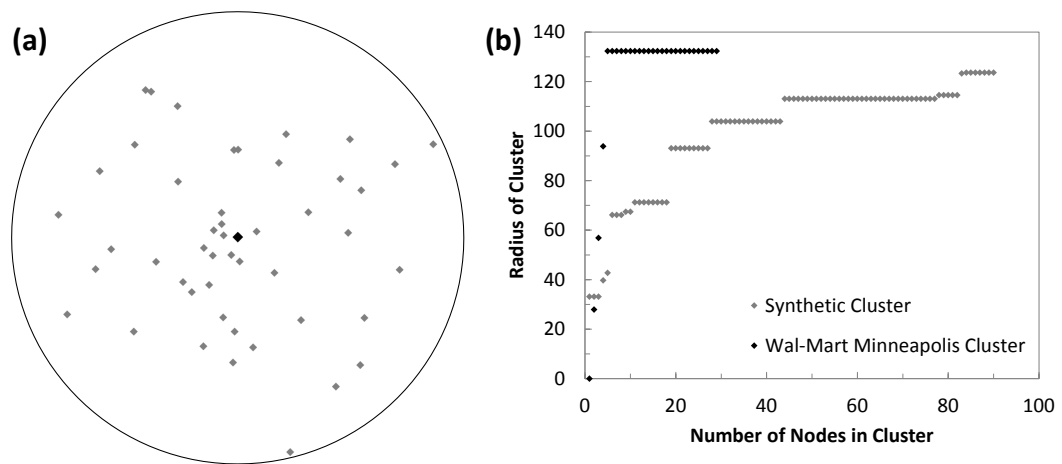 (a)
(b)
140
120
100
80
60
40
20
0
Radius of Cluster
Synthetic Cluster
Wal-Mart Minneapolis Cluster
0 20 40 60 80 100
Number of Nodes in Cluster